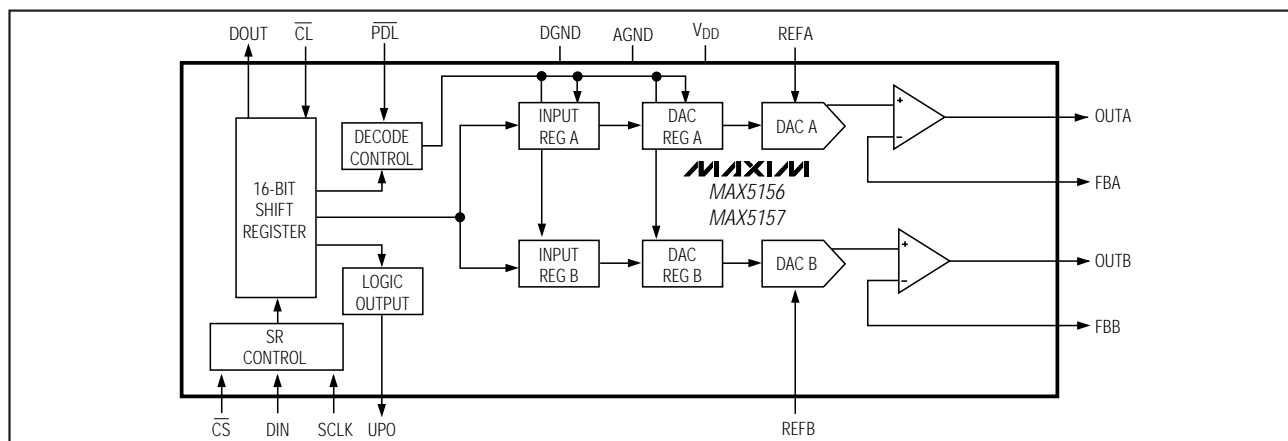 DOUT
CL
PDL
DGND
AGND
VDD
REFA
16-BIT
SHIFT
REGISTER
DECODE
CONTROL
INPUT
REG A
DAC
REG A
DAC A
+
−
OUTA
MAXIM
MAX5156
MAX5157
FBA
LOGIC
OUTPUT
INPUT
REG B
DAC
REG B
DAC B
+
−
OUTB
SR
CONTROL
FBB
CS
DIN
SCLK
UPO
REFB